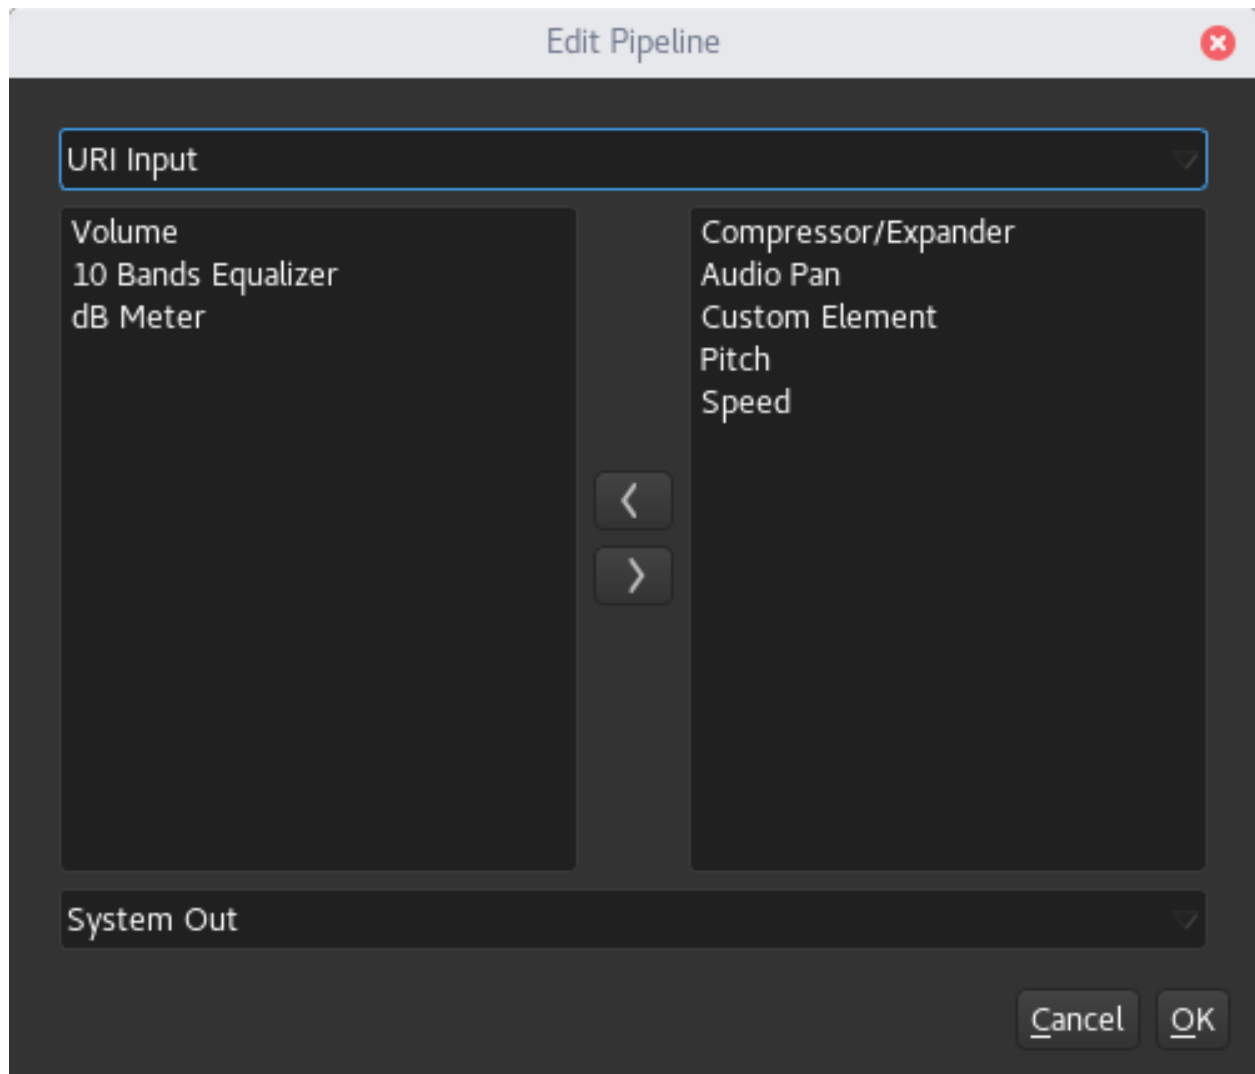 Edit Pipeline
URI Input
Volume
10 Bands Equalizer
dB Meter
Compressor/Expander
Audio Pan
Custom Element
Pitch
Speed
System Out
Cancel
OK